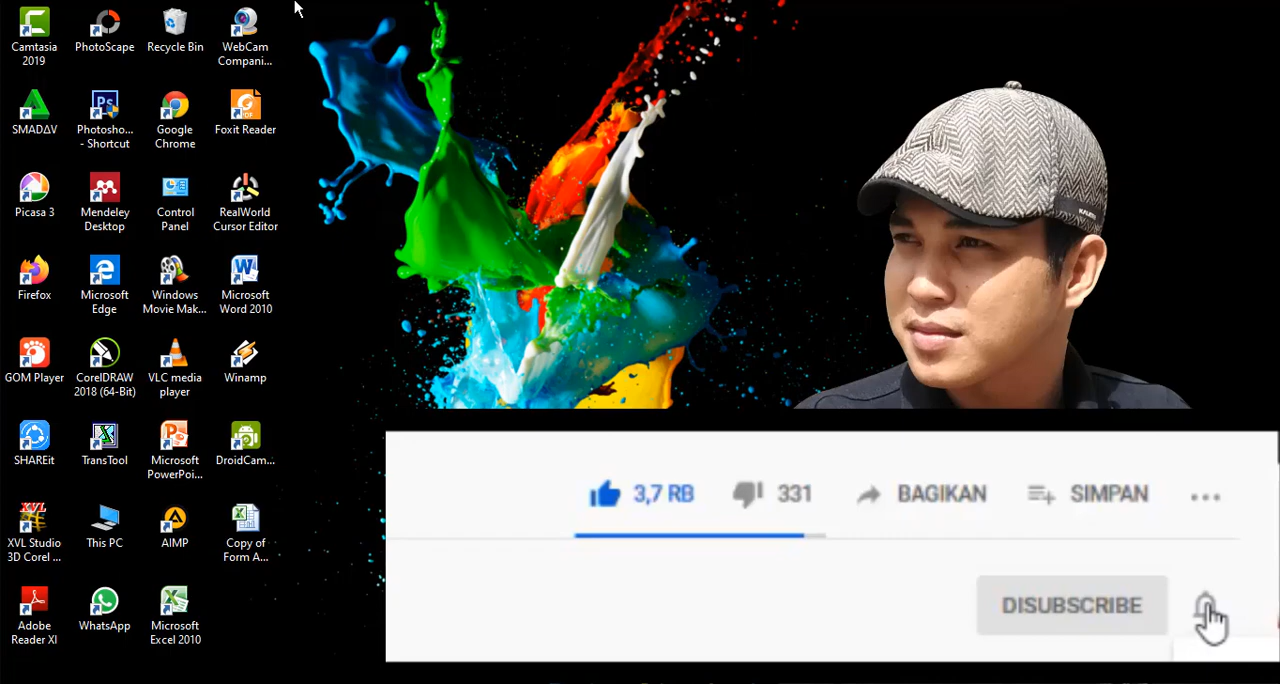 Camtasia
2019
PhotoScape
Recycle Bin
WebCam
Compani...
SMADΔV
Photosho...
- Shortcut
Google
Chrome
Foxit Reader
Picasa 3
Mendeley
Desktop
Control
Panel
RealWorld
Cursor Editor
Firefox
Microsoft
Edge
Windows
Movie Mak...
Microsoft
Word 2010
GOM Player
CorelDRAW
2018 (64-Bit)
VLC media
player
Winamp
SHAREit
TransTool
Microsoft
PowerPoi...
DroidCam...
XVL Studio
3D Corel ...
This PC
AIMP
Copy of
Form A...
Adobe
Reader XI
WhatsApp
Microsoft
Excel 2010
3,7 RB
331
BAGIKAN
SIMPAN
DISUBSCRIBE